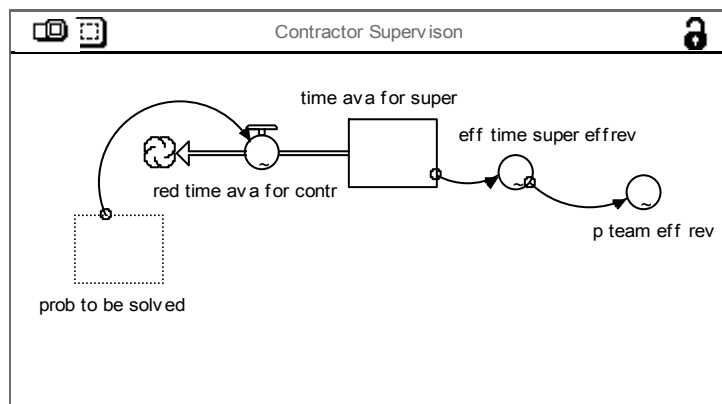 Contractor Supervison
time ava for super
eff time super effrev
red time ava for contr
p team eff rev
prob to be solved